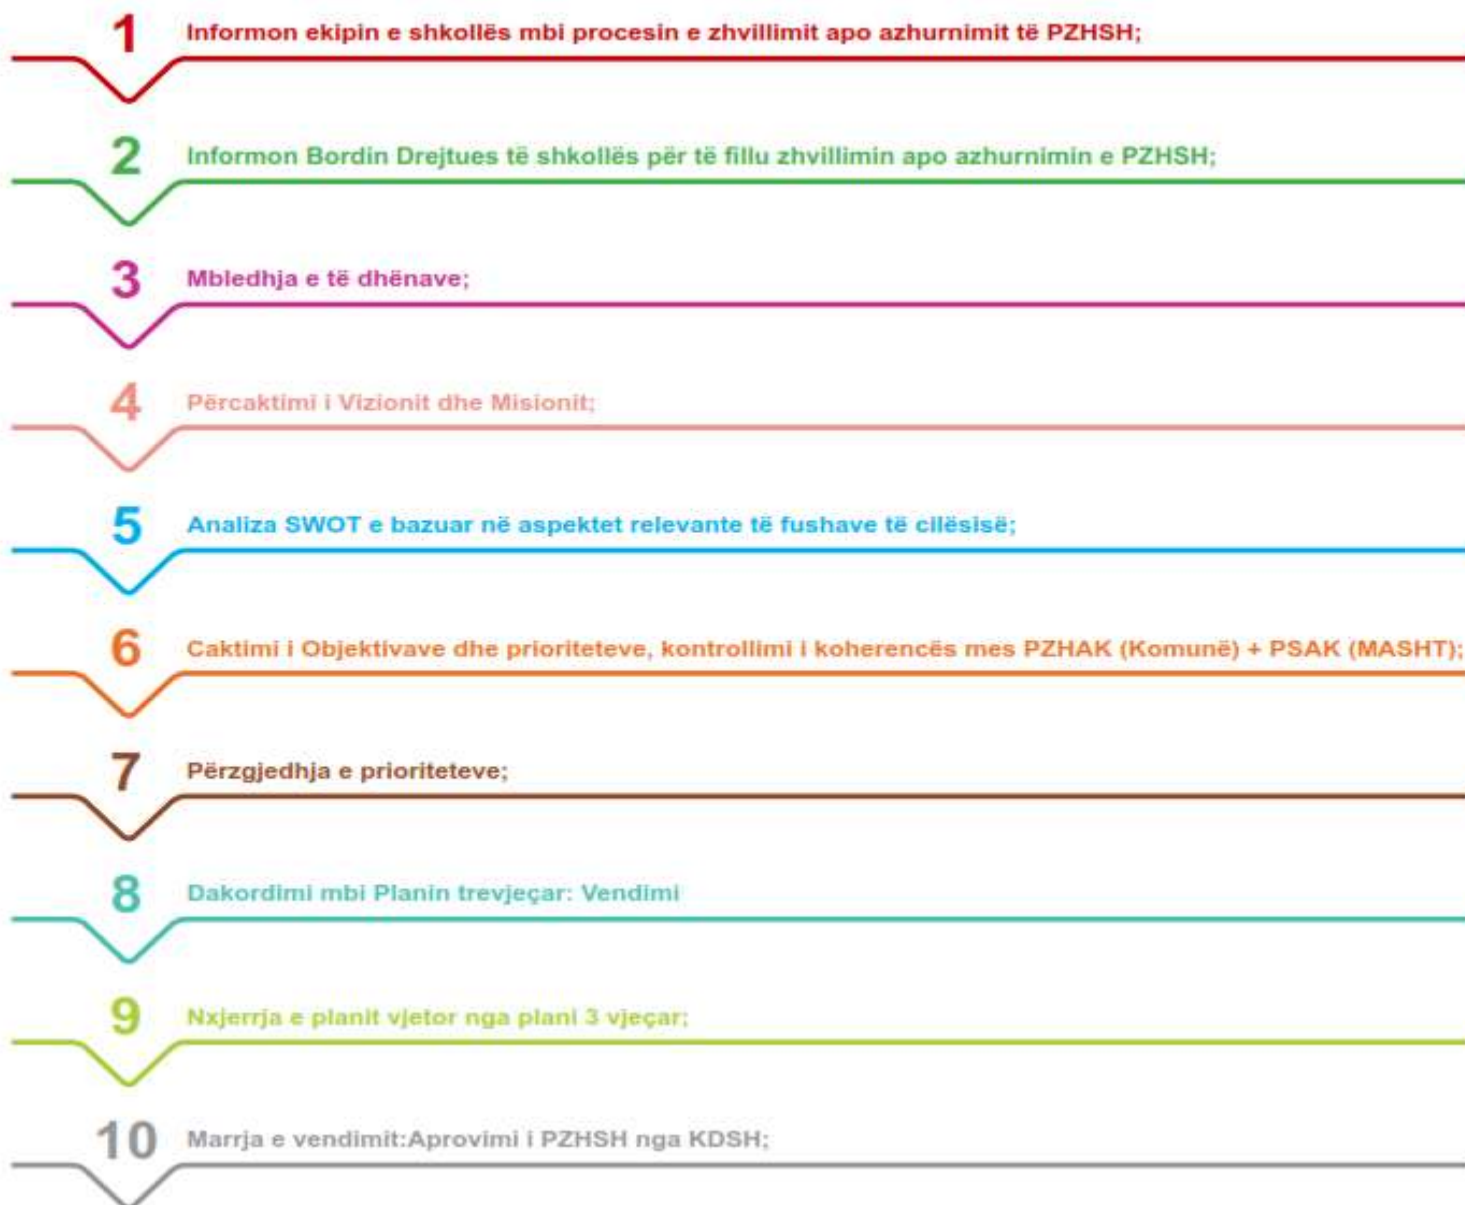 1 Informon ekipin e shkollës mbi procesin e zhvillimit apo azhurnimit të PZHSH;
2 Informon Bordin Drejtues të shkollës për të fillu zhvillimin apo azhurnimin e PZHSH;
3 Mbledhja e të dhënave;
4 Përcaktimi i Vizionit dhe Misionit;
5 Analiza SWOT e bazuar në aspektet relevante të fushave të cilësisë;
6 Caktimi i Objektivave dhe prioriteteve, kontrollimi i koherencës mes PZHAK (Komunë) + PSAK (MASHT);
7 Përzgjedhja e prioriteteve;
8 Dakordimi mbi Planin trevjeçar: Vendimi
9 Nxjerrja e planit vjetor nga plani 3 vjeçar;
10 Marrja e vendimit:Aprovimi i PZHSH nga KDSH;